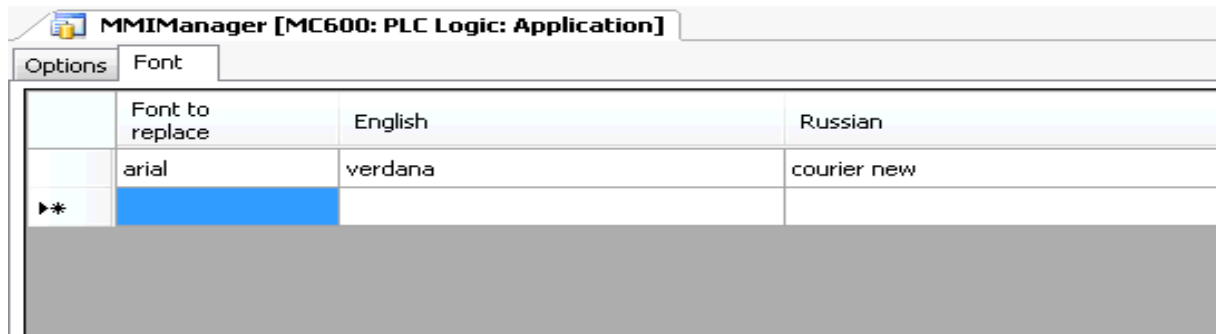 MMIManager [MC600: PLC Logic: Application]
Options Font
Font to
replace English Russian
arial verdana courier new